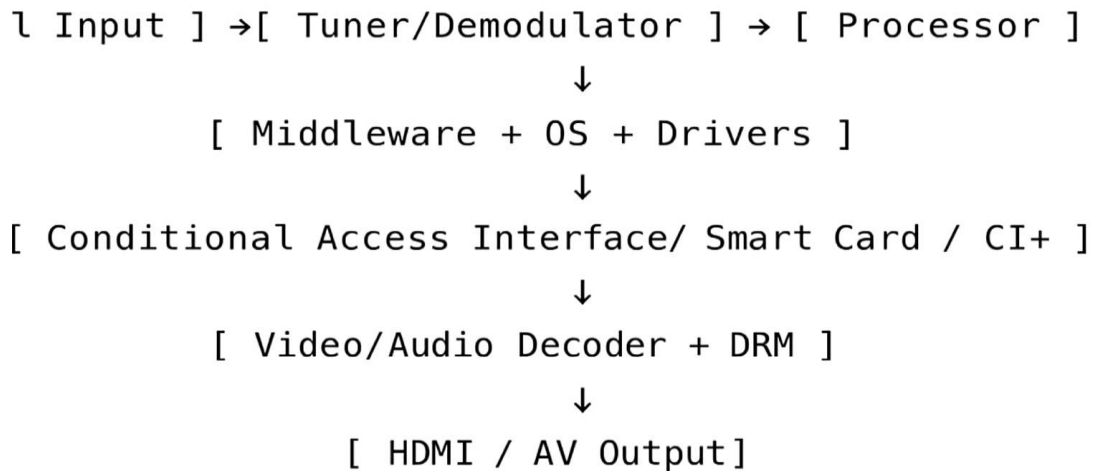 l Input ] →[ Tuner/Demodulator ] → [ Processor ]
↓
[ Middleware + OS + Drivers ]
↓
[ Conditional Access Interface/ Smart Card / CI+ ]
↓
[ Video/Audio Decoder + DRM ]
↓
[ HDMI / AV Output]